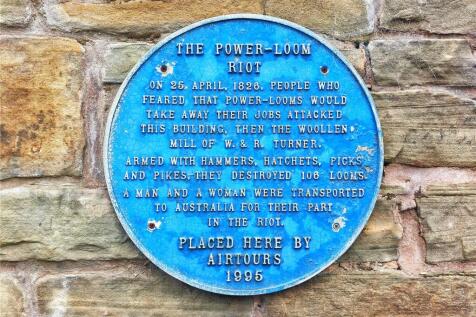 THE POWER-LOOM
RIOT
ON 25, APRIL, 1826, PEOPLE WHO
FEARED THAT POWER-LOOMS WOULD
TAKE AWAY THEIR JOBS ATTACKED
THIS BUILDING, THEN THE WOOLLEN
MILL OF W. & R. TURNER.
ARMED WITH HAMMERS, HATCHETS, PICKS
AND PIKES, THEY DESTROYED 106 LOOMS.
A MAN AND A WOMAN WERE TRANSPORTED
TO AUSTRALIA FOR THEIR PART
IN THE RIOT.
PLACED HERE BY
AIRTOURS
1995